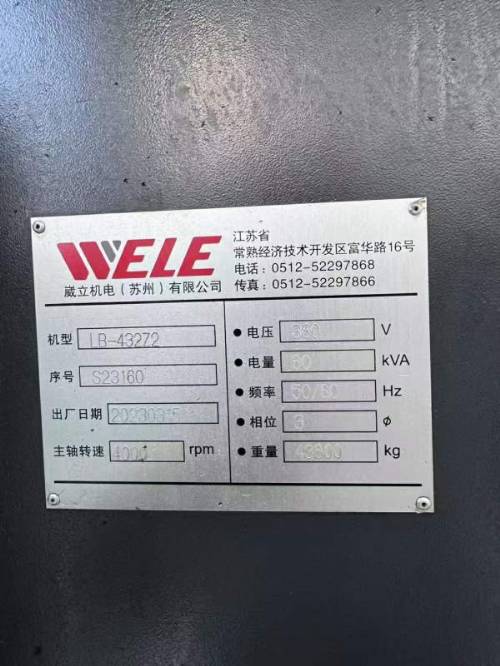 WELE
崴立机电（苏州）有限公司
江苏省
常熟经济技术开发区富华路16号
电话：0512-52297868
传真：0512-52297866
机型 LB-43272
序号 S23160
出厂日期 20230315
主轴转速 4000 rpm
● 电压 380 V
● 电量 60 kVA
● 频率 50/60 Hz
● 相位 3 ø
● 重量 kg